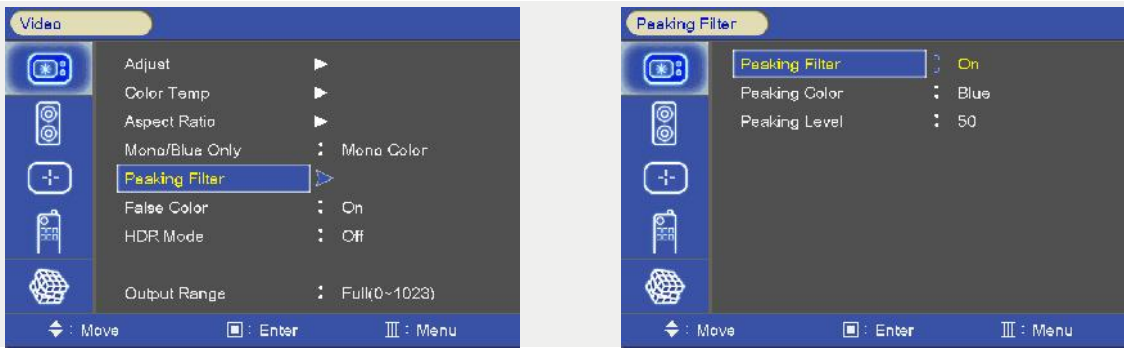 Video
Adjust
Color Temp
Aspect Ratio
Mono/Blue Only : Mono Color
Peaking Filter
False Color : On
HDR Mode : Off
Output Range : Full(0~1023)
: Move : Enter : Menu
Peaking Filter
Peaking Filter : On
Peaking Color : Blue
Peaking Level : 50
: Move : Enter : Menu